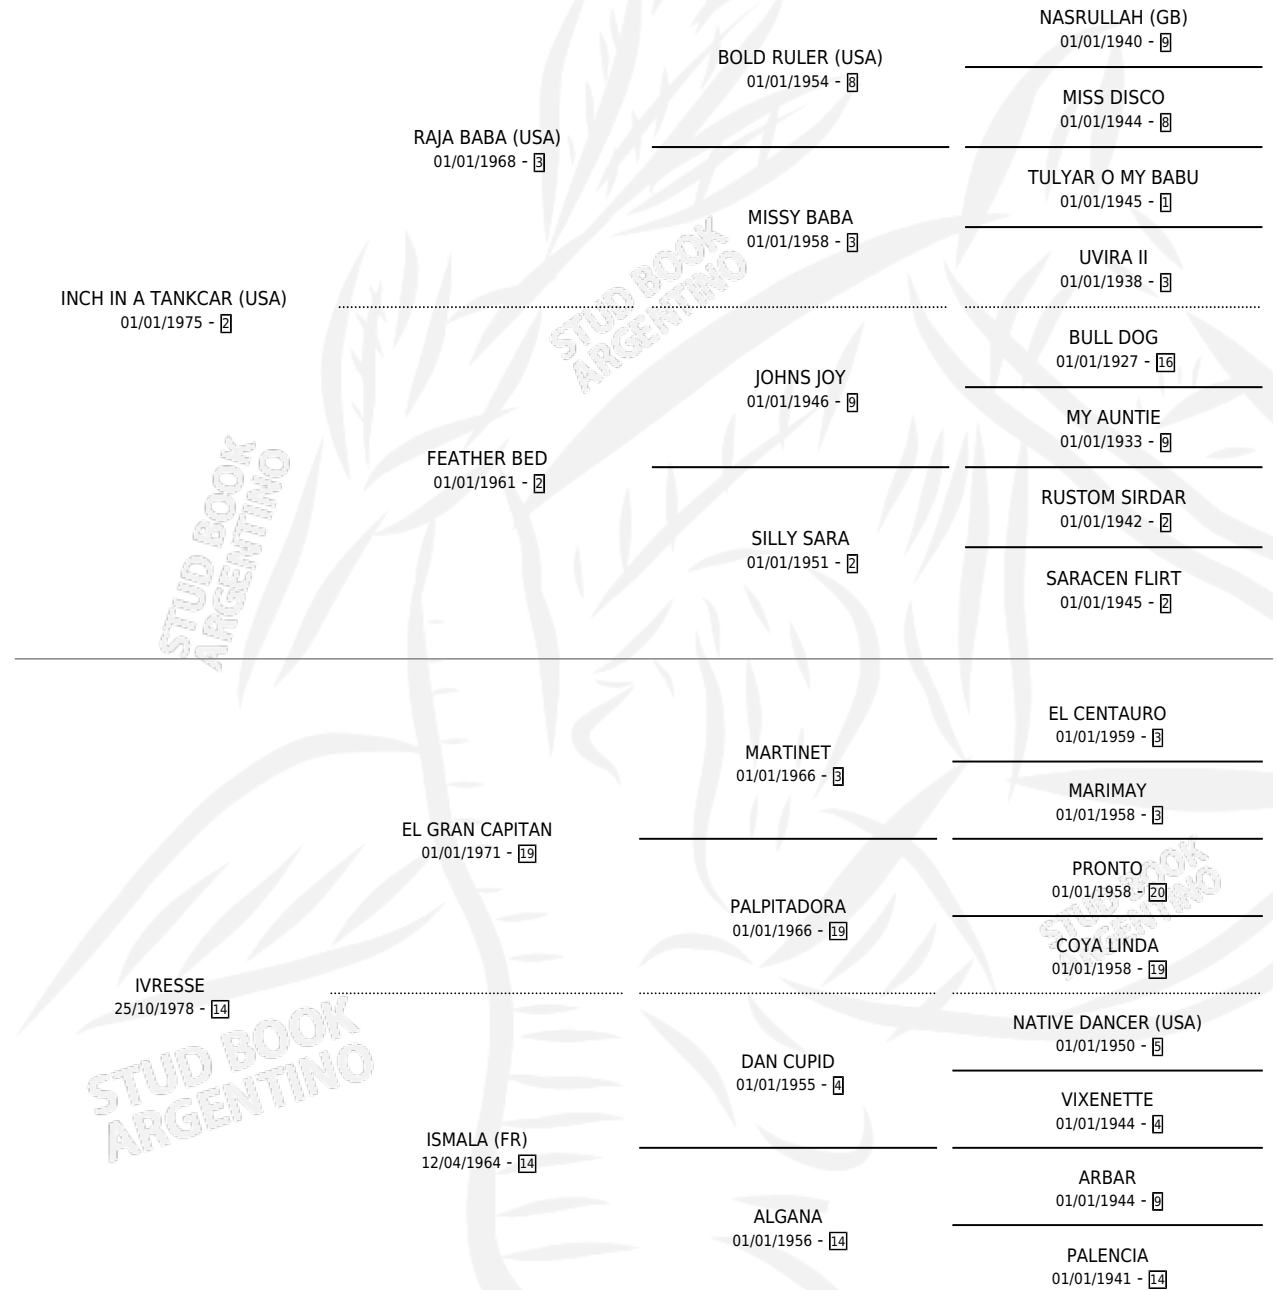 NASRULLAH (GB)
01/01/1940 - 9
BOLD RULER (USA)
01/01/1954 - 8
MISS DISCO
01/01/1944 - 8
RAJA BABA (USA)
01/01/1968 - 3
TULYAR O MY BABU
01/01/1945 - 1
MISSY BABA
01/01/1958 - 3
UVIRA II
01/01/1938 - 3
INCH IN A TANKCAR (USA)
01/01/1975 - 2
BULL DOG
01/01/1927 - 16
JOHNS JOY
01/01/1946 - 9
MY AUNTIE
01/01/1933 - 9
FEATHER BED
01/01/1961 - 2
RUSTOM SIRDAR
01/01/1942 - 2
SILLY SARA
01/01/1951 - 2
SARACEN FLIRT
01/01/1945 - 2
EL CENTAURO
01/01/1959 - 3
MARTINET
01/01/1966 - 3
MARIMAY
01/01/1958 - 3
EL GRAN CAPITAN
01/01/1971 - 19
PRONTO
01/01/1958 - 20
PALPITADORA
01/01/1966 - 19
COYA LINDA
01/01/1958 - 19
IVRESSE
25/10/1978 - 14
NATIVE DANCER (USA)
01/01/1950 - 5
DAN CUPID
01/01/1955 - 4
VIXENETTE
01/01/1944 - 4
ISMALA (FR)
12/04/1964 - 14
ARBAR
01/01/1944 - 9
ALGANA
01/01/1956 - 14
PALENCIA
01/01/1941 - 14
STUD BOOK
ARGENTINO
STUD BOOK
ARGENTINO
STUD BOOK
ARGENTINO
STUD BOOK
ARGENTINO